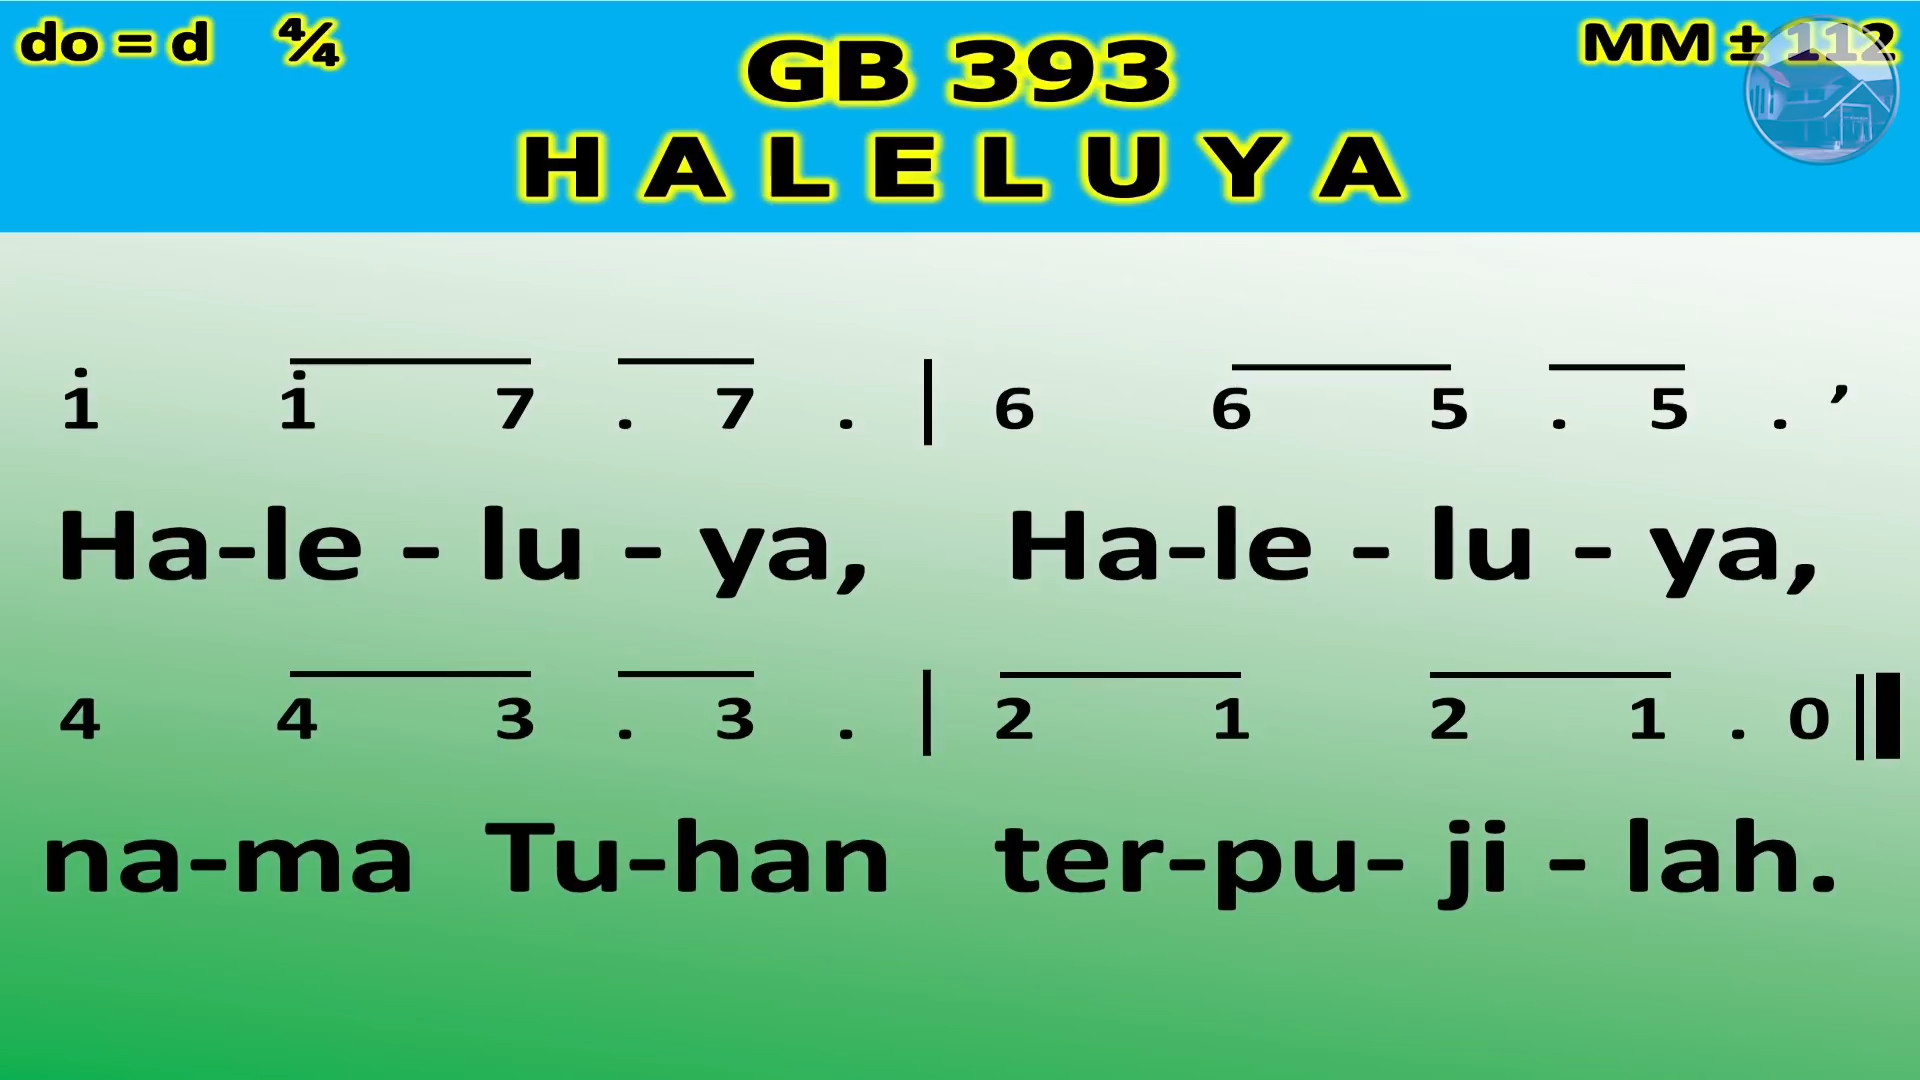 do = d 4/4 GB 393 MM ± 112
H A L E L U Y A
1̇ 1̇ 7 . 7 . | 6 6 5 . 5 . ,
Ha-le - lu - ya, Ha-le - lu - ya,
4 4 3 . 3 . | 2 1 2 1 . 0
na-ma Tu-han ter-pu- ji - lah.